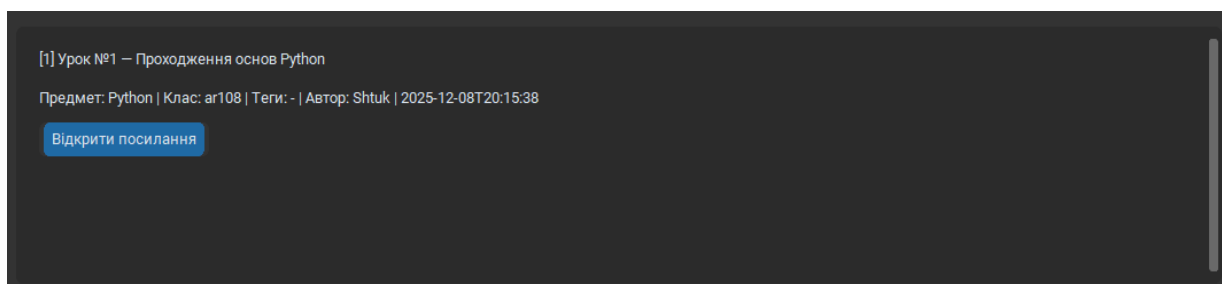 [1] Урок №1 — Проходження основ Python
Предмет: Python | Клас: ar108 | Теги: - | Автор: Shtuk | 2025-12-08T20:15:38
Відкрити посилання